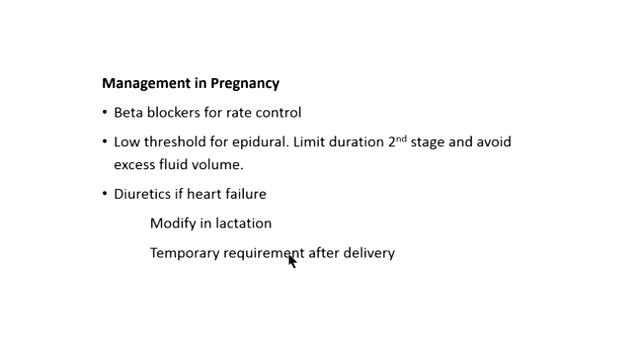 Management in Pregnancy
• Beta blockers for rate control
• Low threshold for epidural. Limit duration 2nd stage and avoid
excess fluid volume.
• Diuretics if heart failure
Modify in lactation
Temporary requirement after delivery